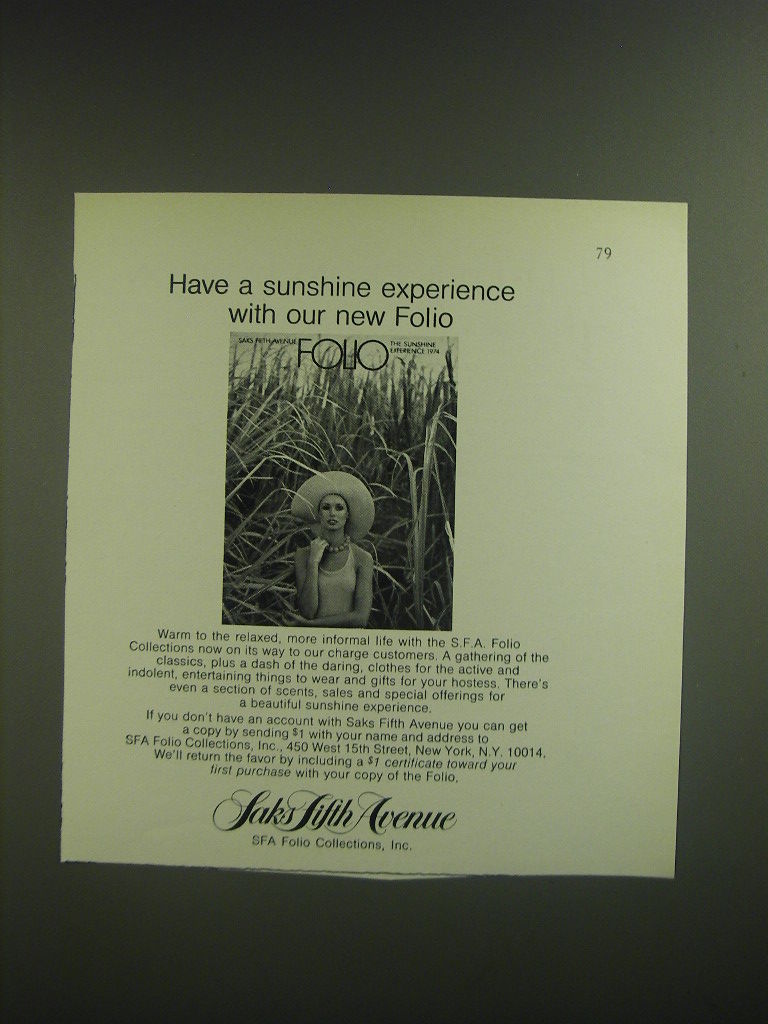 79
Have a sunshine experience
with our new Folio
SAKS FIFTH AVENUE FOLIO THE SUNSHINE
EXPERIENCE 1974
Warm to the relaxed, more informal life with the S.F.A. Folio
Collections now on its way to our charge customers. A gathering of the
classics, plus a dash of the daring, clothes for the active and
indolent, entertaining things to wear and gifts for your hostess. There's
even a section of scents, sales and special offerings for
a beautiful sunshine experience.
If you don't have an account with Saks Fifth Avenue you can get
a copy by sending $1 with your name and address to
SFA Folio Collections, Inc., 450 West 15th Street, New York, N.Y. 10014.
We'll return the favor by including a $1 certificate toward your
first purchase with your copy of the Folio.
Saks Fifth Avenue
SFA Folio Collections, Inc.